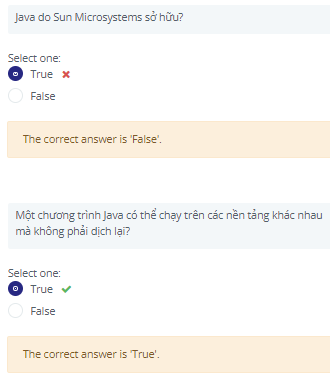 Java do Sun Microsystems sở hữu?
Select one:
True
False
The correct answer is 'False'.
Một chương trình Java có thể chạy trên các nền tảng khác nhau
mà không phải dịch lại?
Select one:
True
False
The correct answer is 'True'.